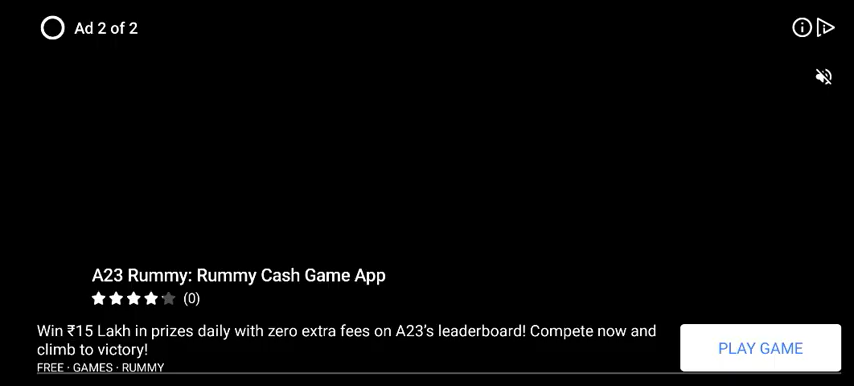 Ad 2 of 2
A23 Rummy: Rummy Cash Game App
(0)
Win ₹15 Lakh in prizes daily with zero extra fees on A23's leaderboard! Compete now and
climb to victory!
PLAY GAME
FREE · GAMES · RUMMY